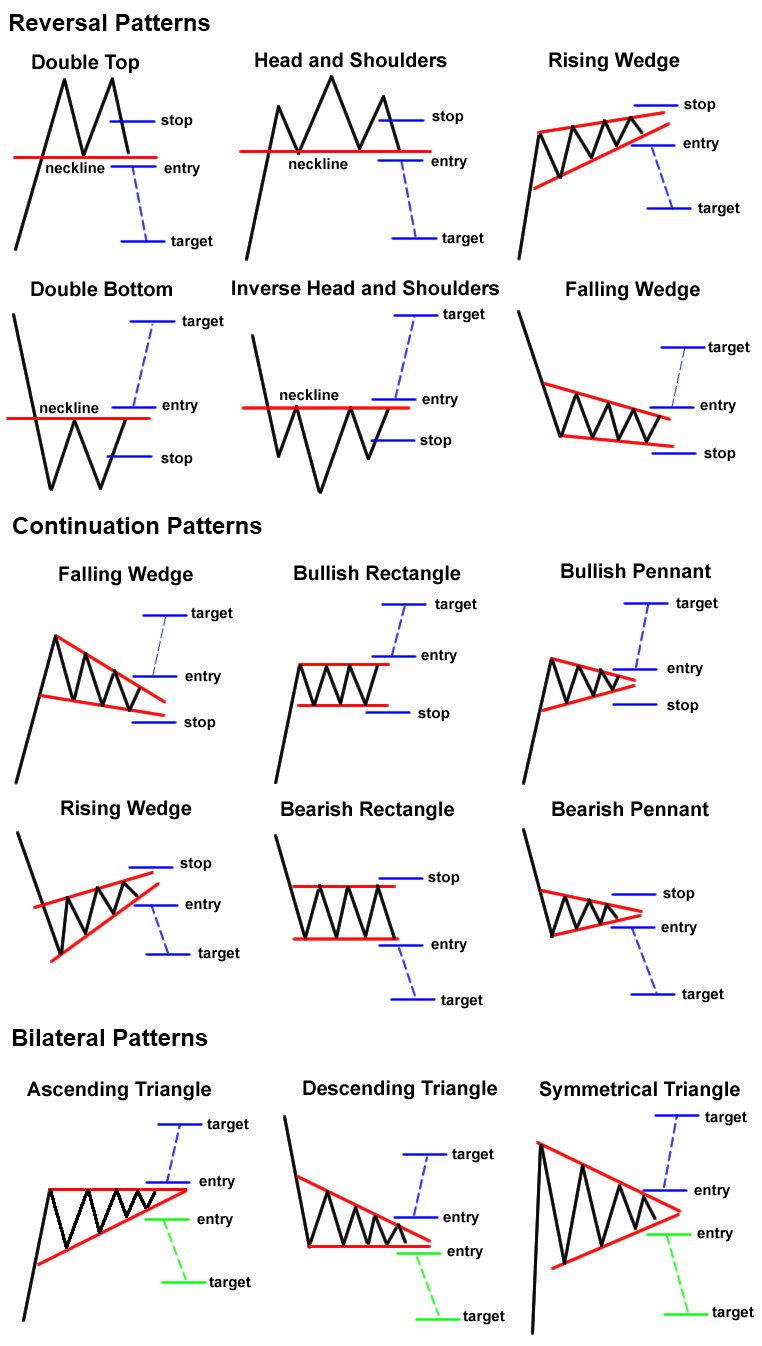 Reversal Patterns
Double Top
stop
neckline
entry
target
Head and Shoulders
stop
neckline
entry
target
Rising Wedge
stop
entry
target
Double Bottom
target
neckline
entry
stop
Inverse Head and Shoulders
target
neckline
entry
stop
Falling Wedge
target
entry
stop
Continuation Patterns
Falling Wedge
target
entry
stop
Bullish Rectangle
target
entry
stop
Bullish Pennant
target
entry
stop
Rising Wedge
stop
entry
target
Bearish Rectangle
stop
entry
target
Bearish Pennant
stop
entry
target
Bilateral Patterns
Ascending Triangle
target
entry
entry
target
Descending Triangle
target
entry
entry
target
Symmetrical Triangle
target
entry
entry
target